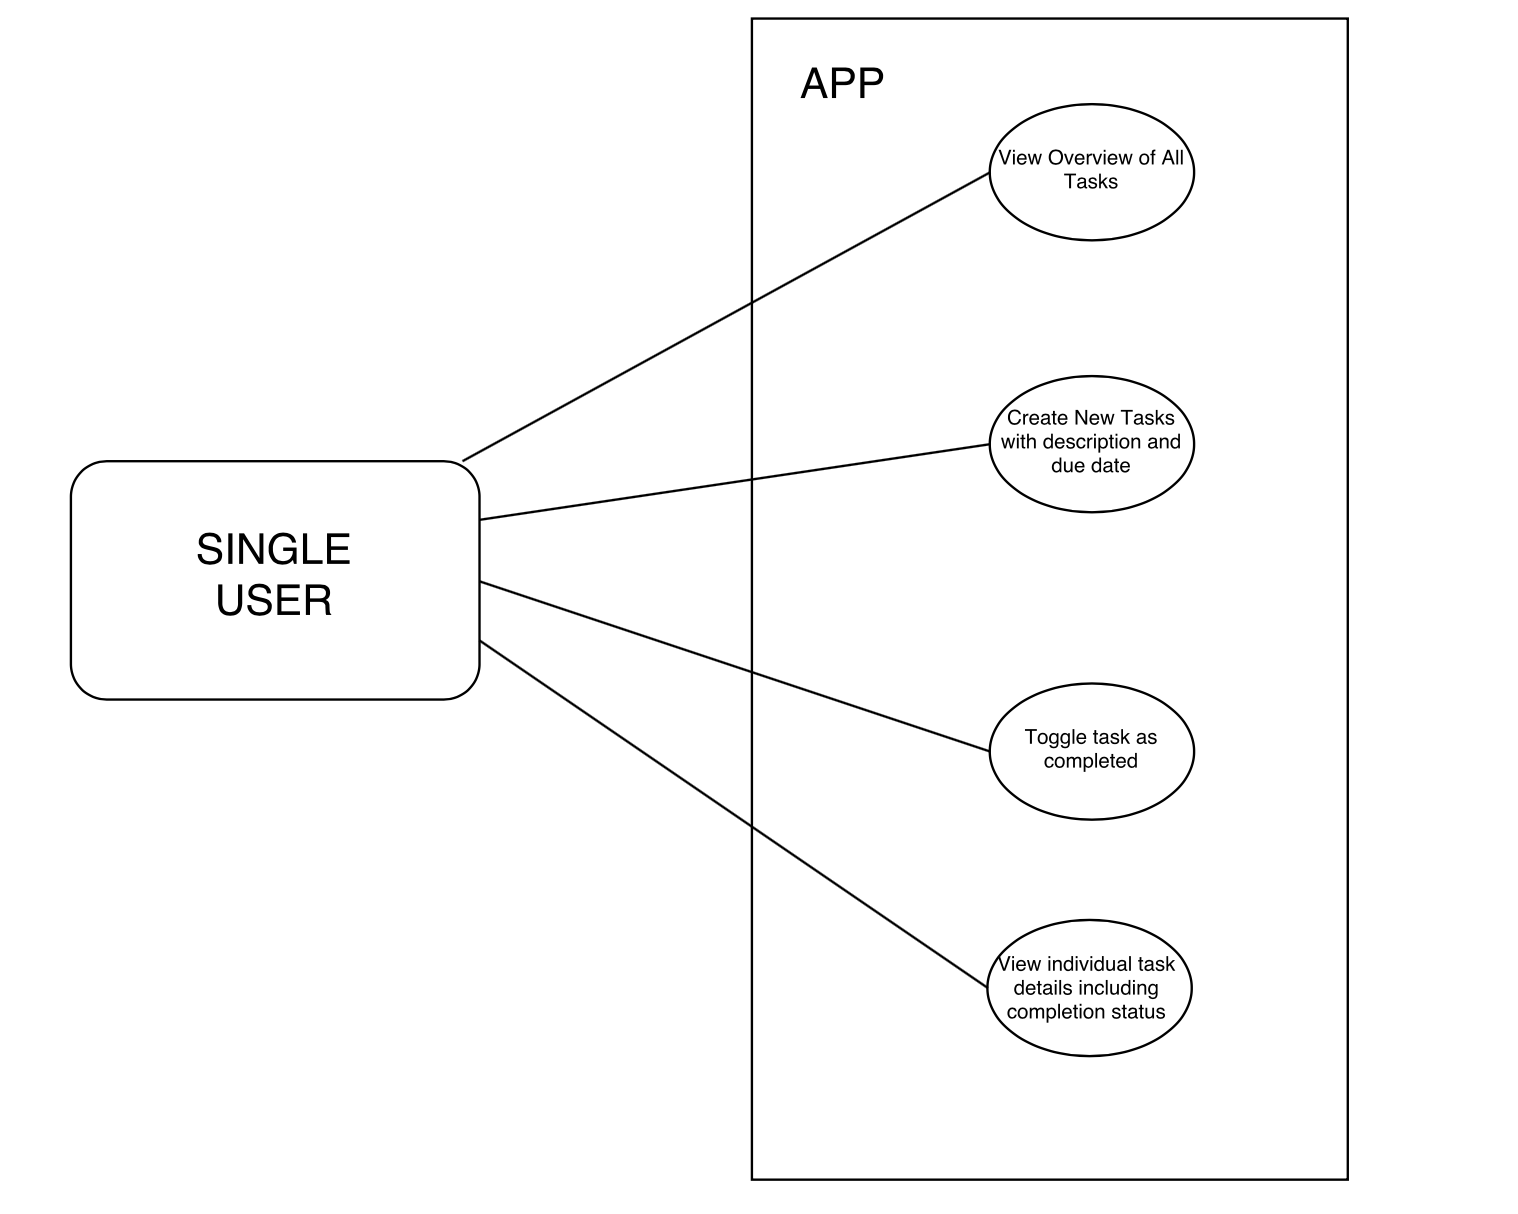 APP
View Overview of All
Tasks
Create New Tasks
with description and
due date
SINGLE
USER
Toggle task as
completed
View individual task
details including
completion status